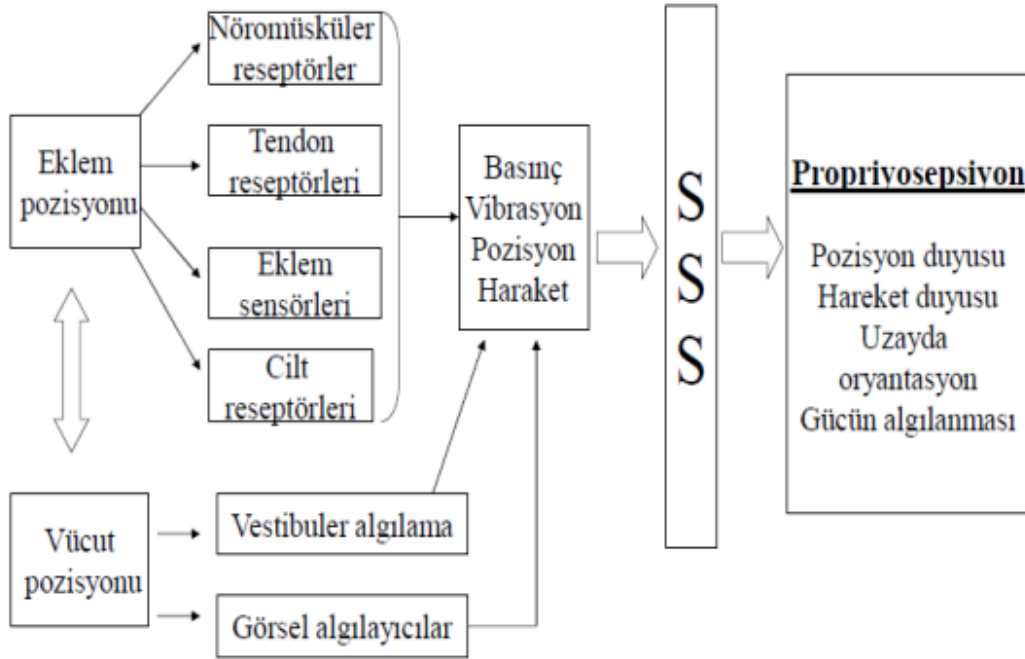 Nöromüsküler
reseptörler
Eklem
pozisyonu
Tendon
reseptörleri
Eklem
sensörleri
Cilt
reseptörleri
Basınç
Vibrasyon
Pozisyon
Haraket
S
S
S
Proprivosepsiyon
Pozisyon duyusu
Hareket duyusu
Uzayda
oryantasyon
Gücün algılanması
Vücut
pozisyonu
Vestibuler algılama
Görsel algılayıcılar